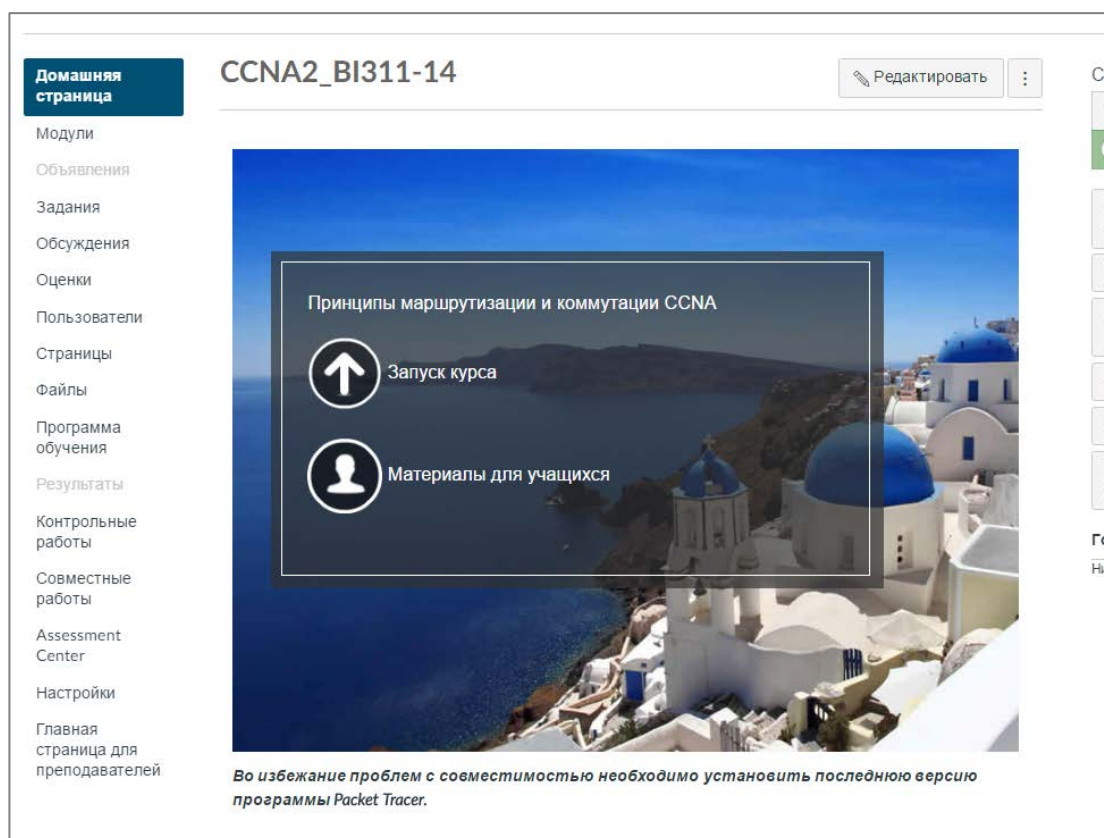 Домашняя
страница
Модули
Объявления
Задания
Обсуждения
Оценки
Пользователи
Страницы
Файлы
Программа
обучения
Результаты
Контрольные
работы
Совместные
работы
Assessment
Center
Настройки
Главная
страница для
преподавателей
CCNA2_BI311-14
Редактировать
Принципы маршрутизации и коммутации CCNA
Запуск курса
Материалы для учащихся
Во избежание проблем с совместимостью необходимо установить последнюю версию
программы Packet Tracer.